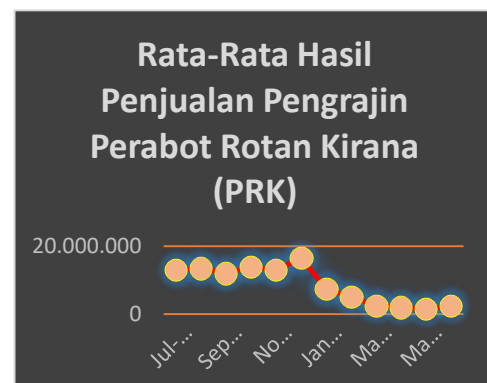 Rata-Rata Hasil
Penjualan Pengrajin
Perabot Rotan Kirana
(PRK)
20.000.000
0
Jul-...
Sep...
No...
Jan...
Ma...
Ma...